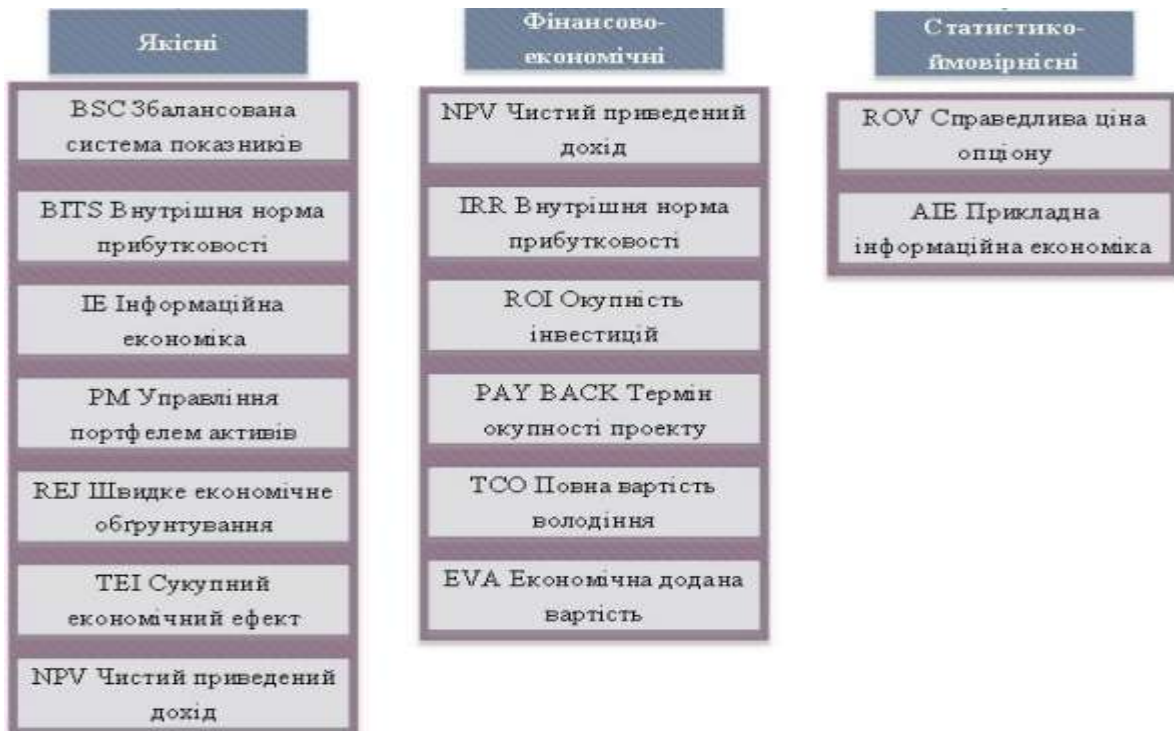 Якісні
BSC Збалансована
система показників
BITS Внутрішня норма
прибутковості
IE Інформаційна
економіка
PM Управління
портфелем активів
REJ Швидке економічне
обґрунтування
TEI Сукупний
економічний ефект
NPV Чистий приведений
дохід
Фінансово-
економічні
NPV Чистий приведений
дохід
IRR Внутрішня норма
прибутковості
ROI Окупність
інвестицій
PAY BACK Термін
окупності проекту
TCO Повна вартість
володіння
EVA Економічна додана
вартість
Статистико-
ймовірнісні
ROV Справедлива ціна
опціону
AIE Прикладна
інформаційна економіка